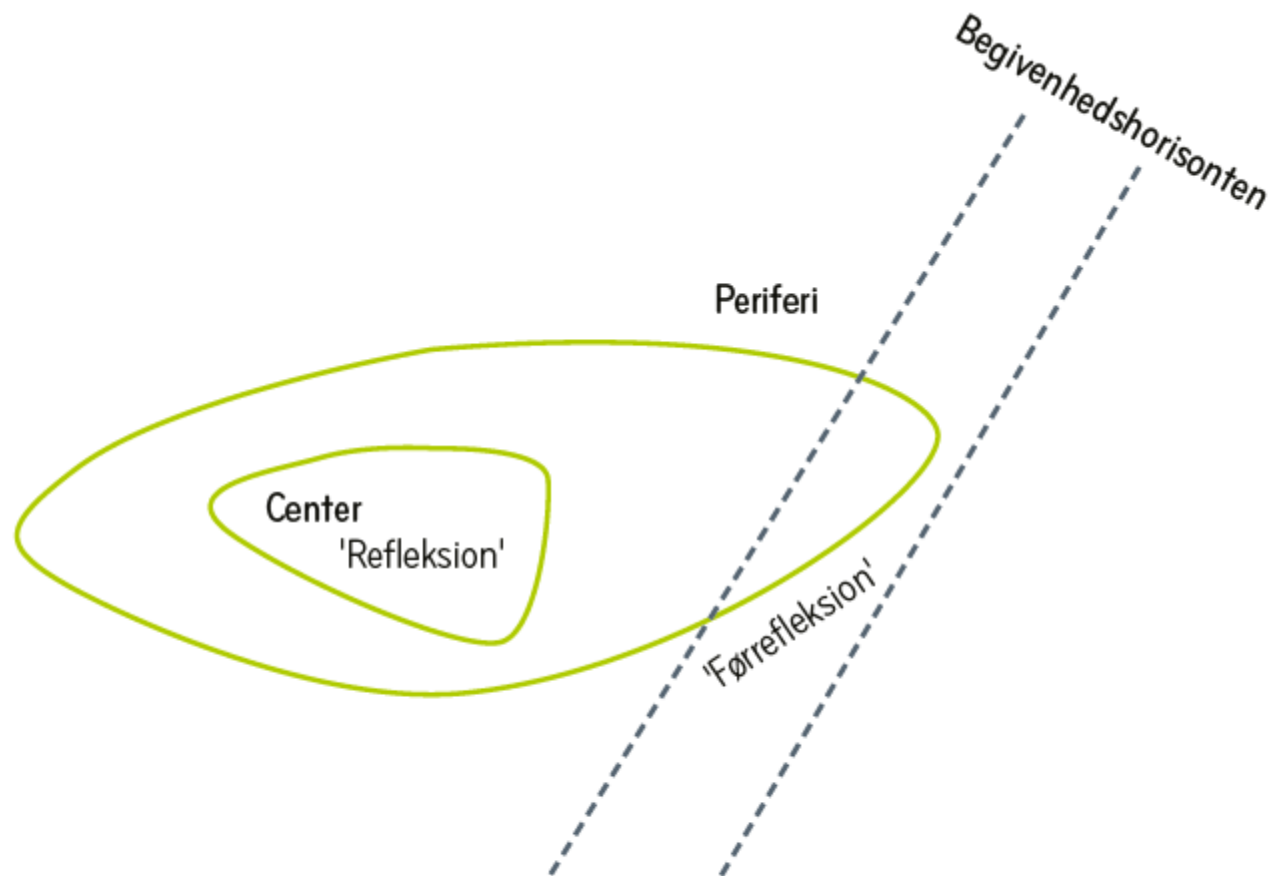 Begivenhedshorisonten
Periferi
Center
'Refleksion'
'Førrefleksion'